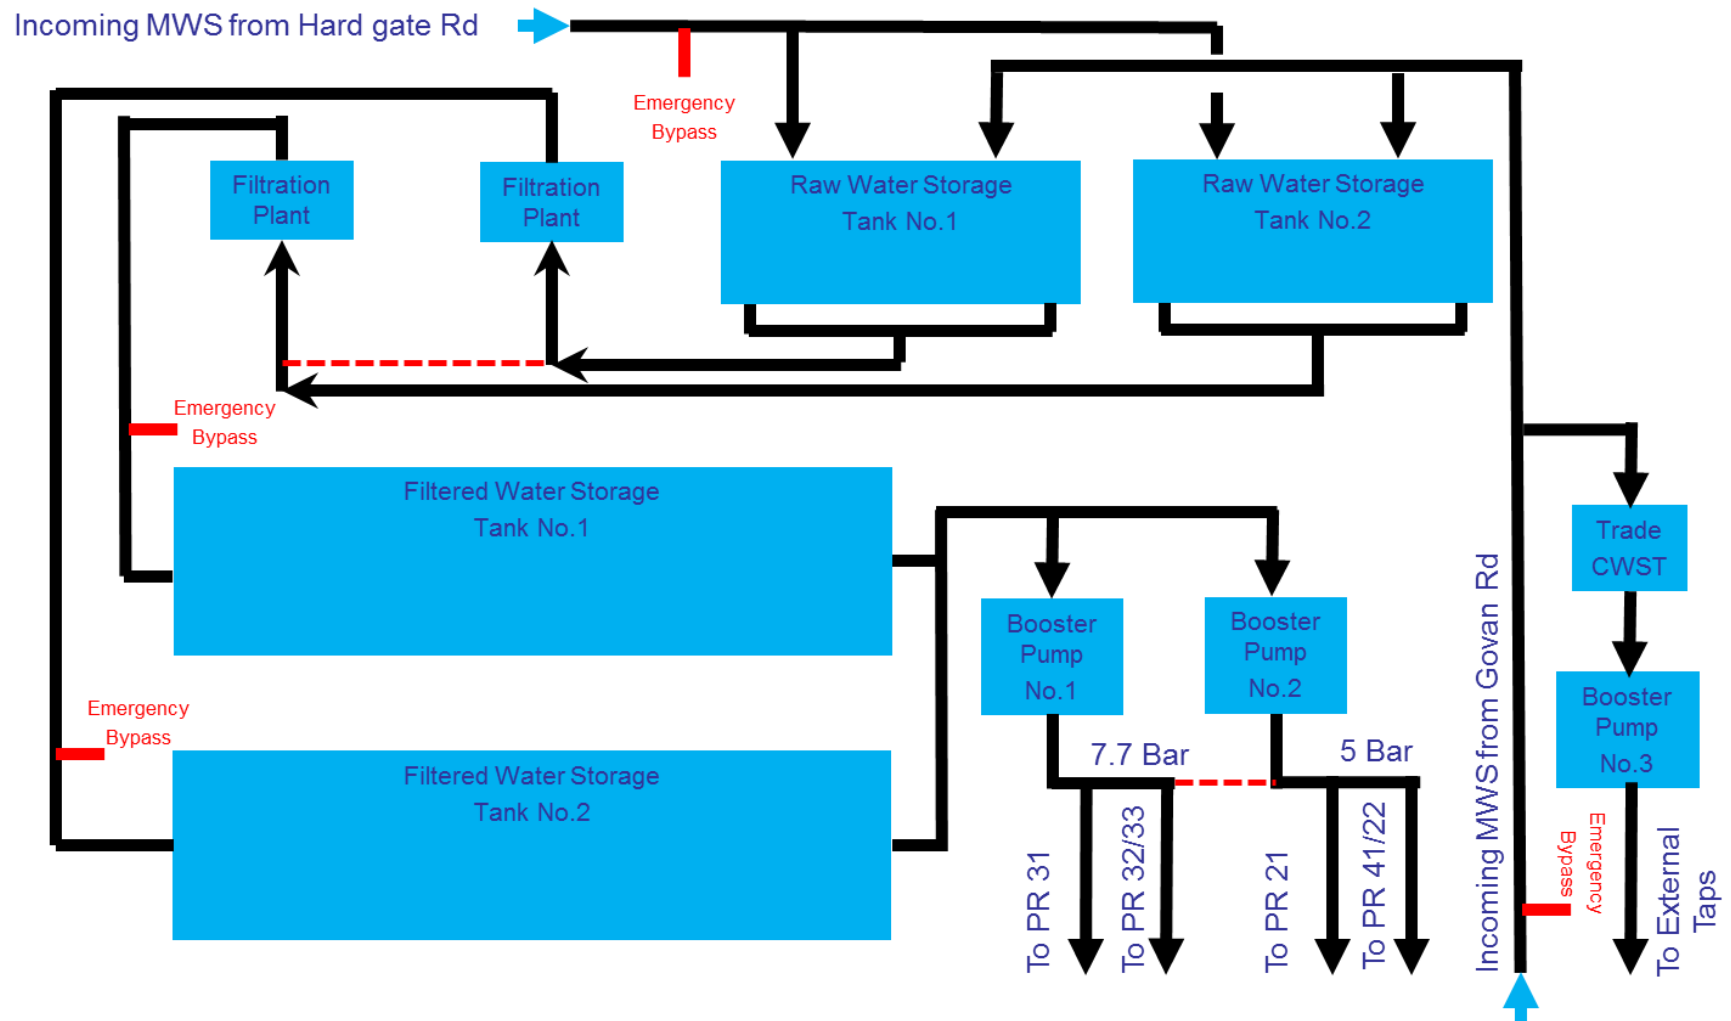 Incoming MWS from Hard gate Rd
Emergency
Bypass
Filtration
Plant
Filtration
Plant
Raw Water Storage
Tank No.1
Raw Water Storage
Tank No.2
Emergency
Bypass
Filtered Water Storage
Tank No.1
Trade
CWST
Booster
Pump
No.1
Booster
Pump
No.2
Incoming MWS from Govan Rd
Booster
Pump
No.3
Emergency
Bypass
Filtered Water Storage
Tank No.2
7.7 Bar
5 Bar
To PR 31
To PR 32/33
To PR 21
To PR 41/22
Emergency
Bypass
To External
Taps